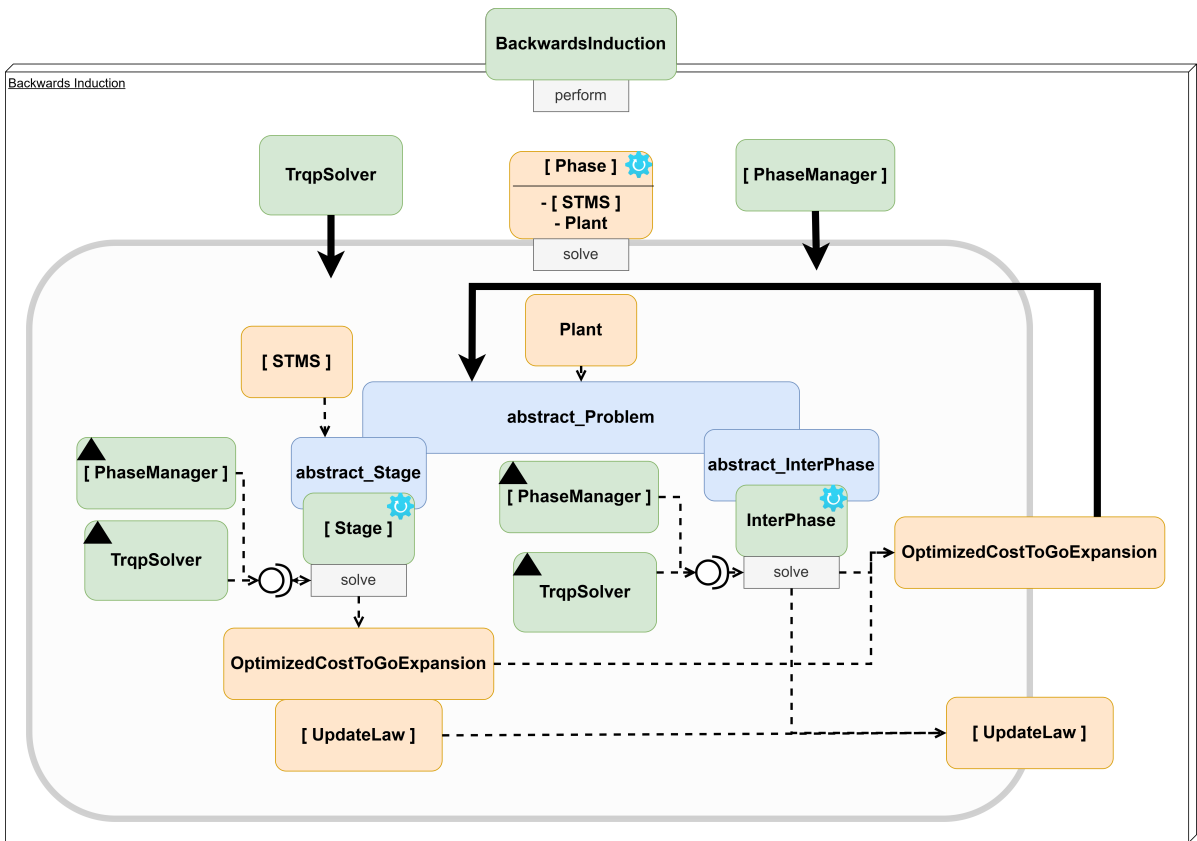 BackwardsInduction
Backwards Induction
perform
TrqpSolver
[ Phase ]
- [ STMS ]
- Plant
[ PhaseManager ]
solve
Plant
[ STMS ]
abstract_Problem
abstract_Stage
abstract_InterPhase
[ PhaseManager ]
[ PhaseManager ]
[ Stage ]
InterPhase
TrqpSolver
OptimizedCostToGoExpansion
solve
TrqpSolver
solve
OptimizedCostToGoExpansion
[ UpdateLaw ]
[ UpdateLaw ]